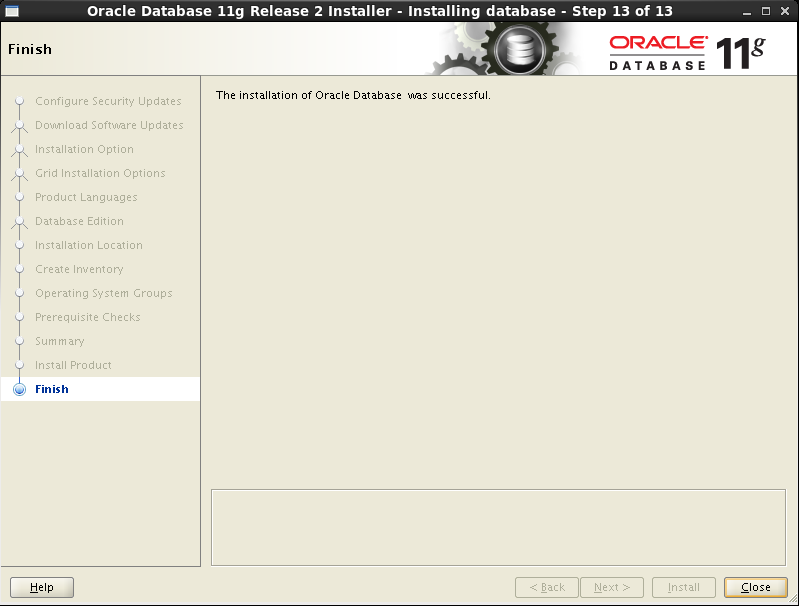 Oracle Database 11g Release 2 Installer - Installing database - Step 13 of 13
Finish
ORACLE
DATABASE 11g
Configure Security Updates
Download Software Updates
Installation Option
Grid Installation Options
Product Languages
Database Edition
Installation Location
Create Inventory
Operating System Groups
Prerequisite Checks
Summary
Install Product
Finish
The installation of Oracle Database was successful.
Help
< Back
Next >
Install
Close